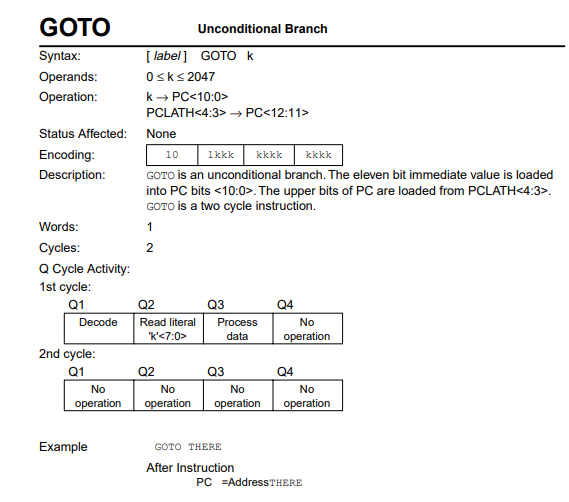 GOTO Unconditional Branch
Syntax: [ label ] GOTO k
Operands: 0 ≤ k ≤ 2047
Operation: k → PC<10:0>
PCLATH<4:3> → PC<12:11>
Status Affected: None
Encoding: 10 1kkk kkkk kkkk
Description: GOTO is an unconditional branch. The eleven bit immediate value is loaded
into PC bits <10:0>. The upper bits of PC are loaded from PCLATH<4:3>.
GOTO is a two cycle instruction.
Words: 1
Cycles: 2
Q Cycle Activity:
1st cycle:
Q1 Q2 Q3 Q4
Decode Read literal Process No
'k'<7:0> data operation
2nd cycle:
Q1 Q2 Q3 Q4
No No No No
operation operation operation operation
Example GOTO THERE
After Instruction
PC =AddressTHERE